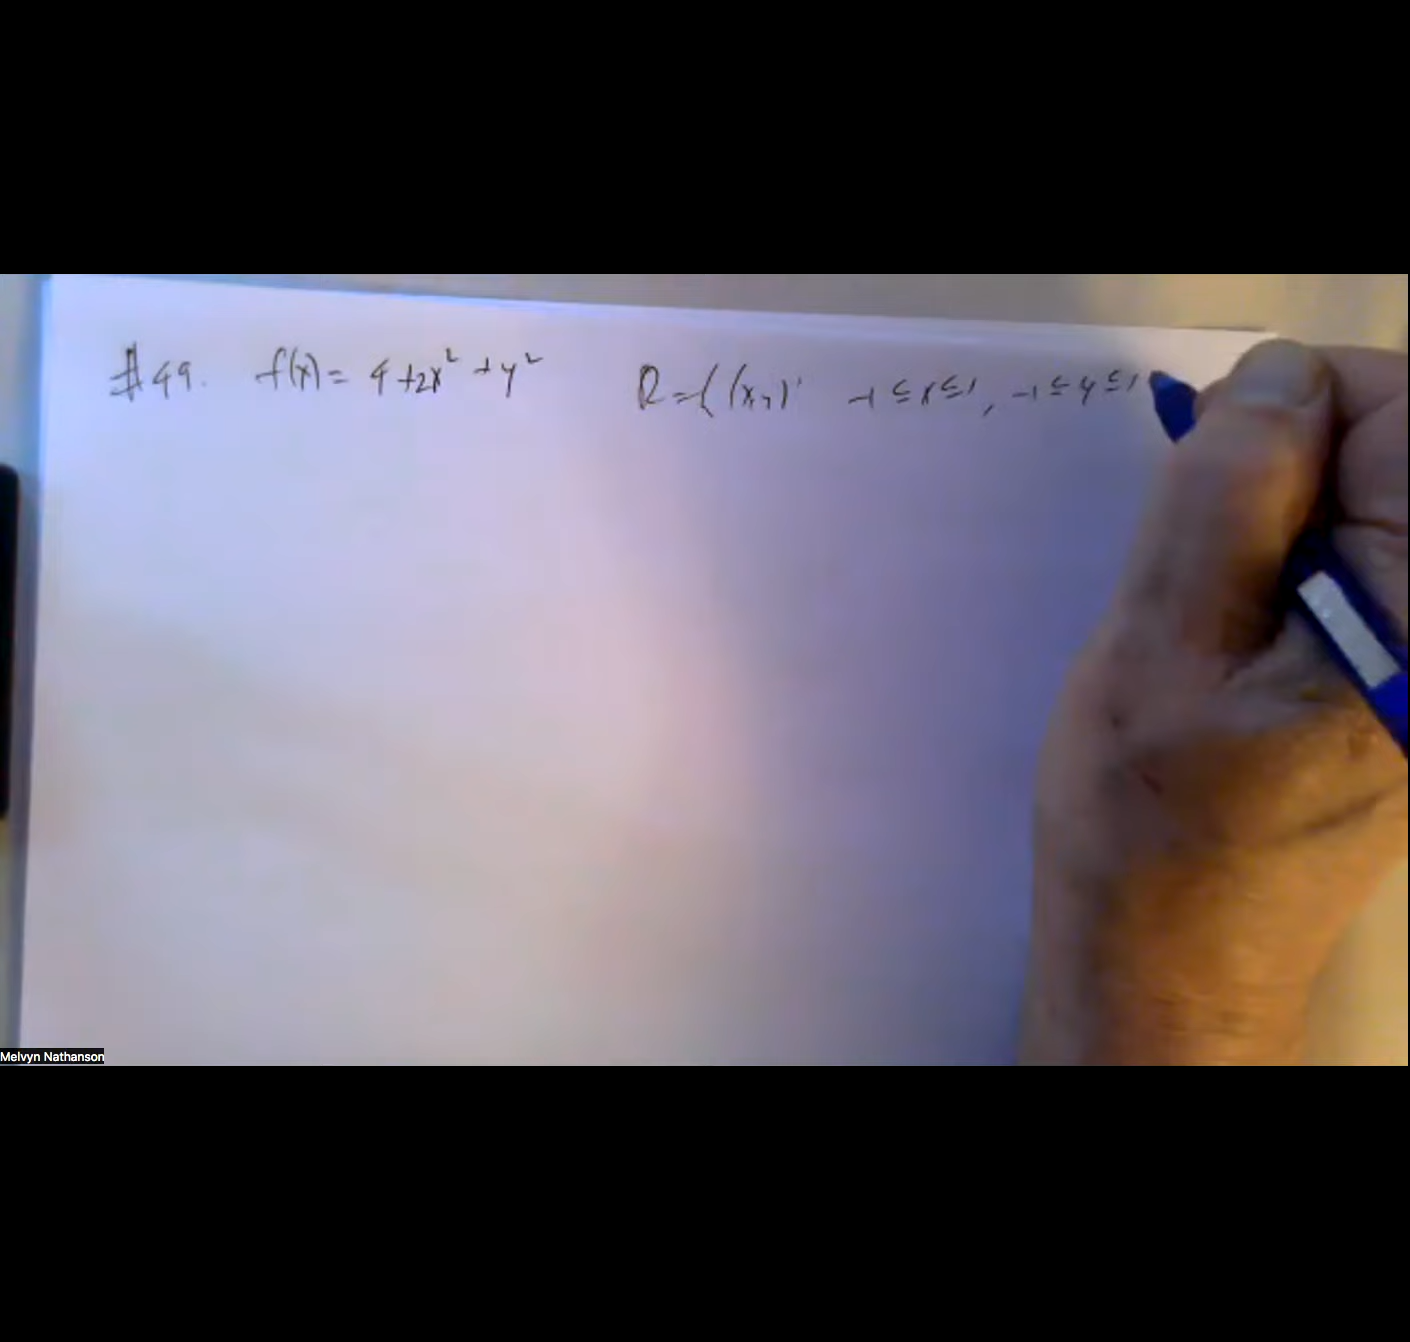 #49. f(x) = 4+2x² + y² R = { (x,y) | -1 ≤ x ≤ 1, -1 ≤ y ≤ 1
Melvyn Nathanson